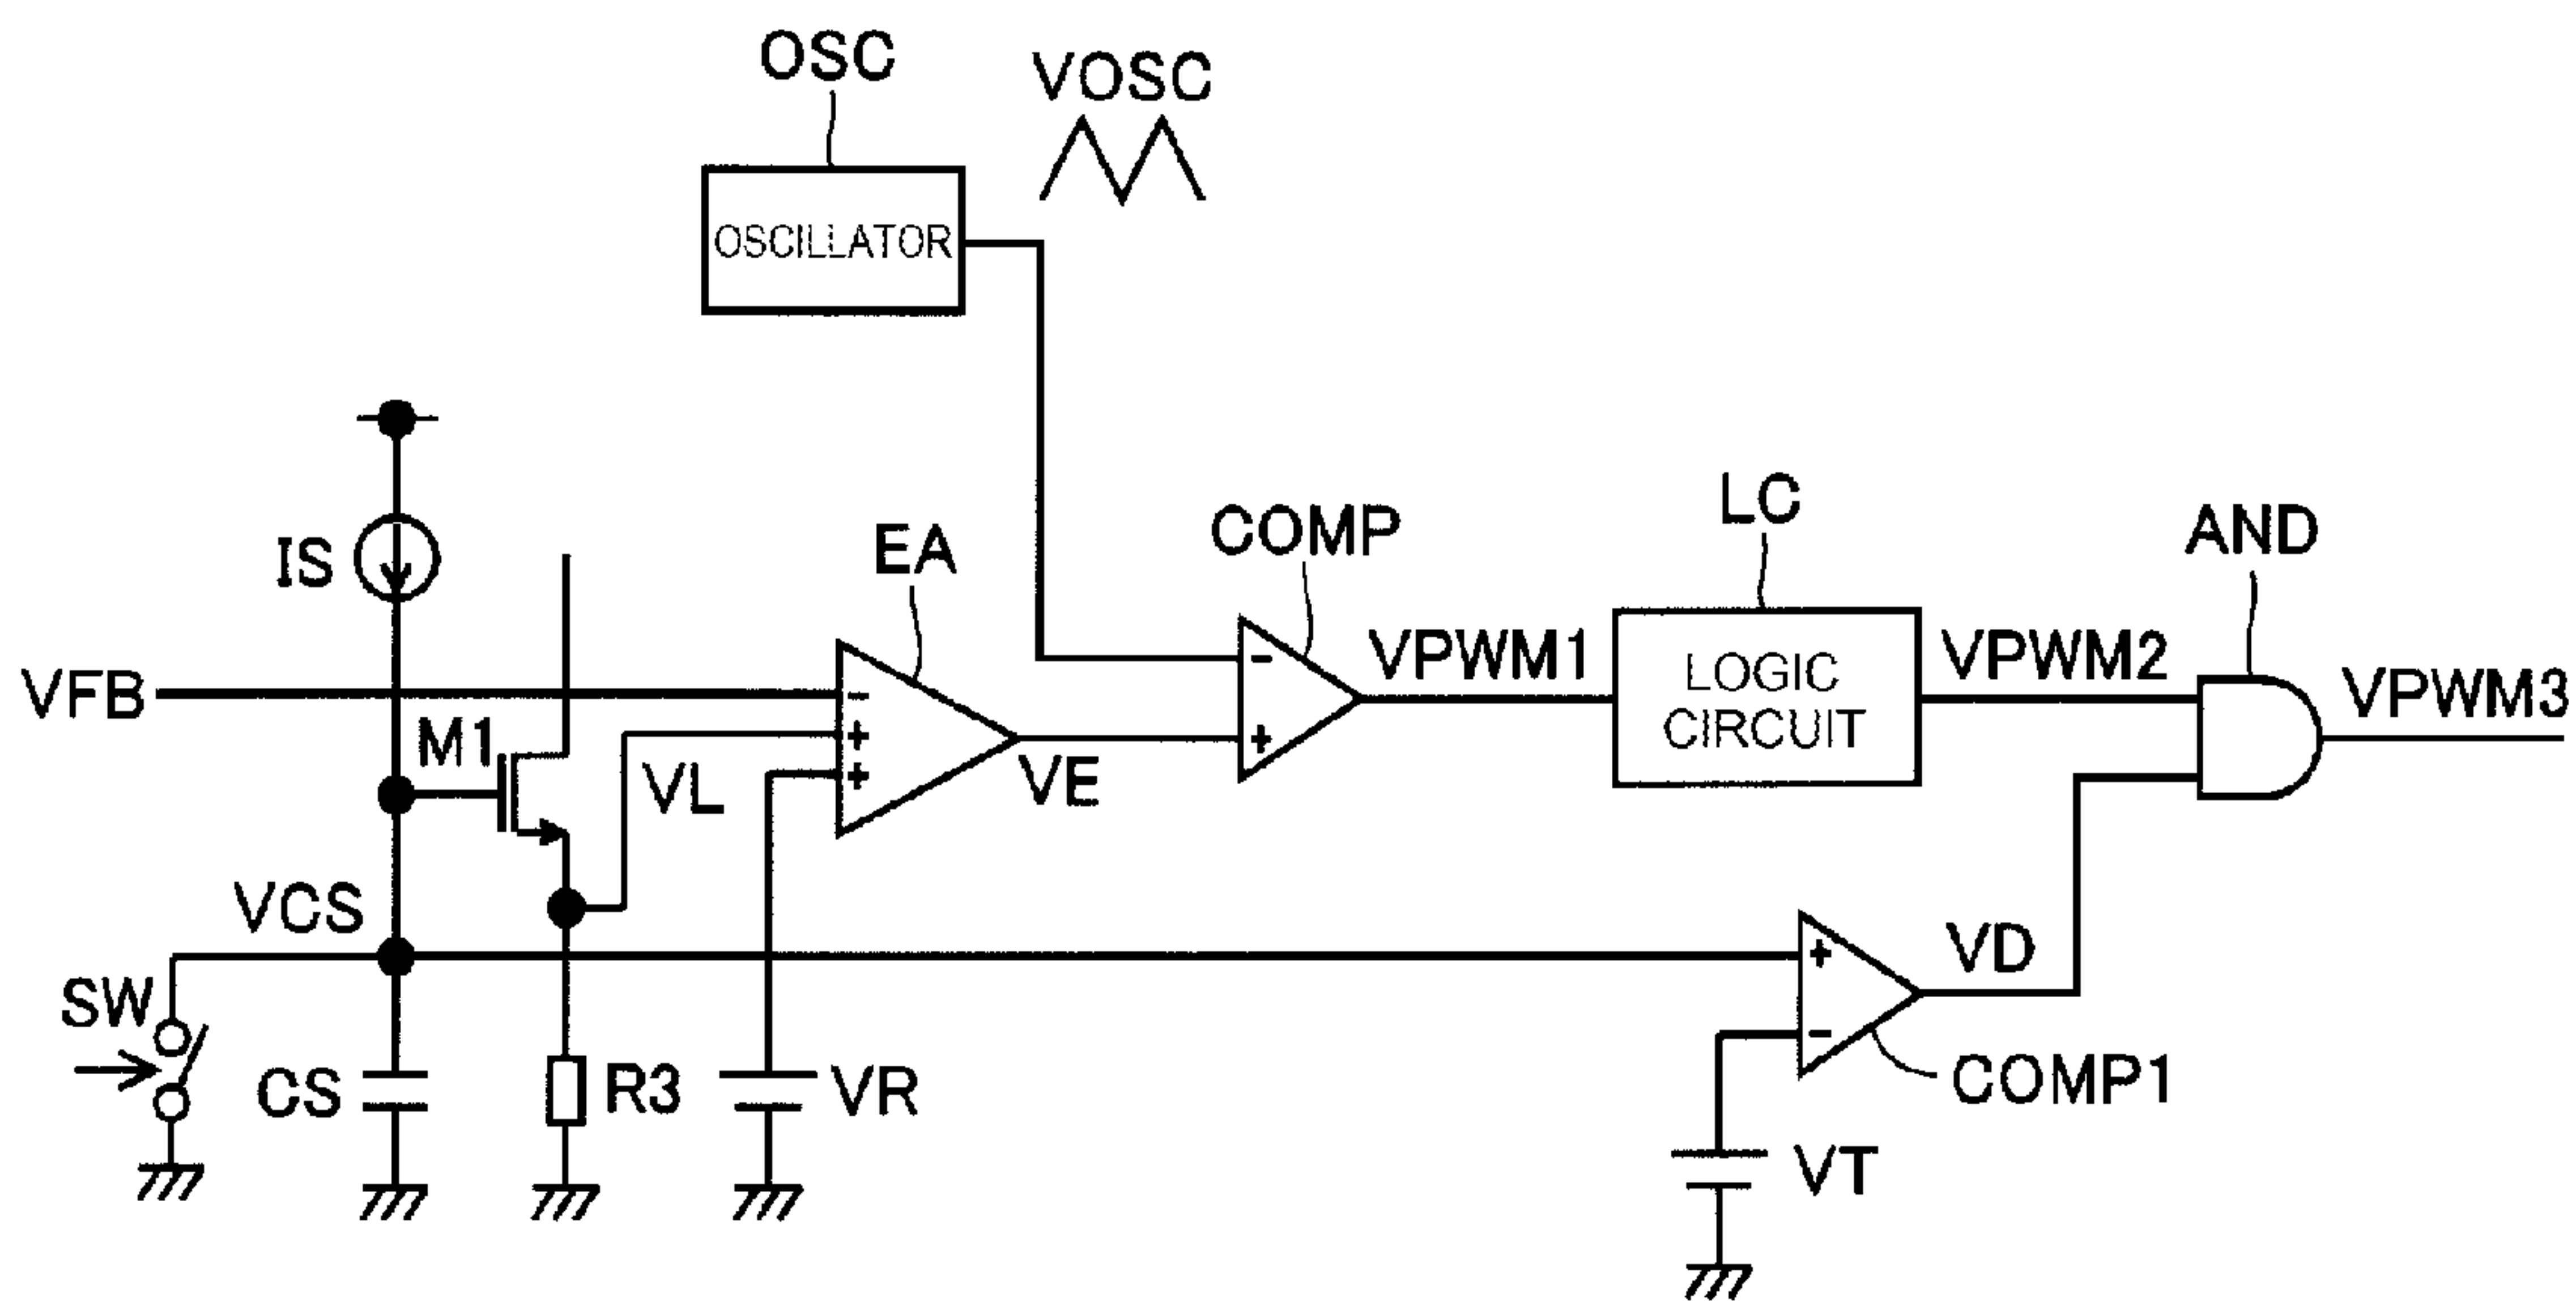 OSC
VOSC
OSCILLATOR
IS
EA
COMP
LC
AND
VFB
M1
VL
VE
VPWM1
LOGIC
CIRCUIT
VPWM2
VPWM3
-
+
+
-
+
VCS
VD
SW
CS
R3
VR
+
-
COMP1
VT